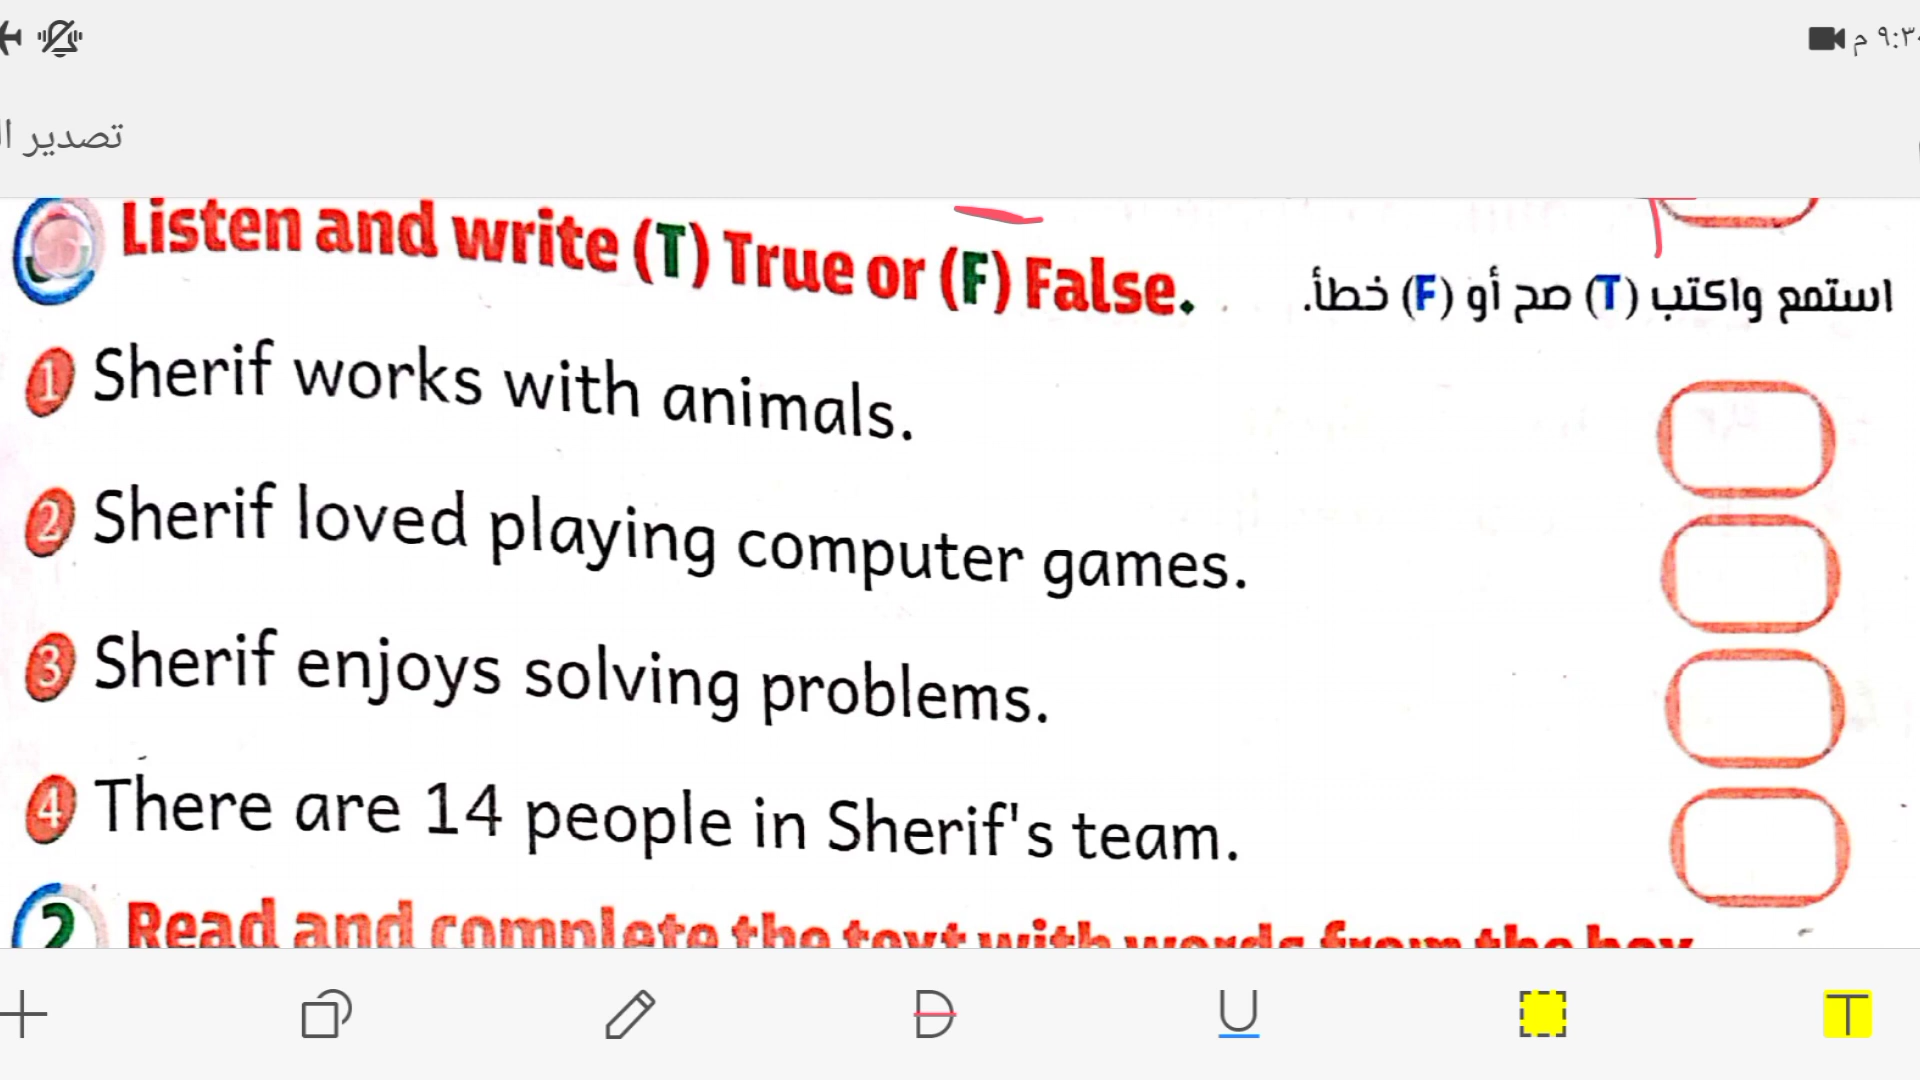 م
تصدير
Listen and write (T) True or (F) False.
استمع واكتب (T) صح أو (F) خطأ.
1 Sherif works with animals.
2 Sherif loved playing computer games.
3 Sherif enjoys solving problems.
4 There are 14 people in Sherif's team.
2 Read and complete the text with words from the box
D U T